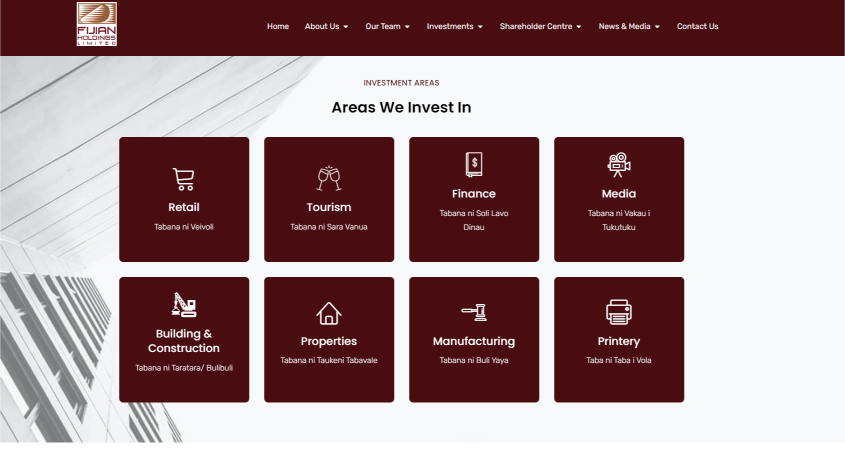 FIJIAN
HOLDINGS
LIMITED
Home About Us Our Team Investments Shareholder Centre News & Media Contact Us
INVESTMENT AREAS
Areas We Invest In
Retail
Tabana ni Veivoli
Tourism
Tabana ni Sara Vanua
$
Finance
Tabana ni Soli Lavo
Dinau
Media
Tabana ni Vakau i
Tukutuku
Building &
Construction
Tabana ni Taratara/ Bulibuli
Properties
Tabana ni Taukeni Tabavale
Manufacturing
Tabana ni Buli Yaya
Printery
Taba ni Taba i Vola